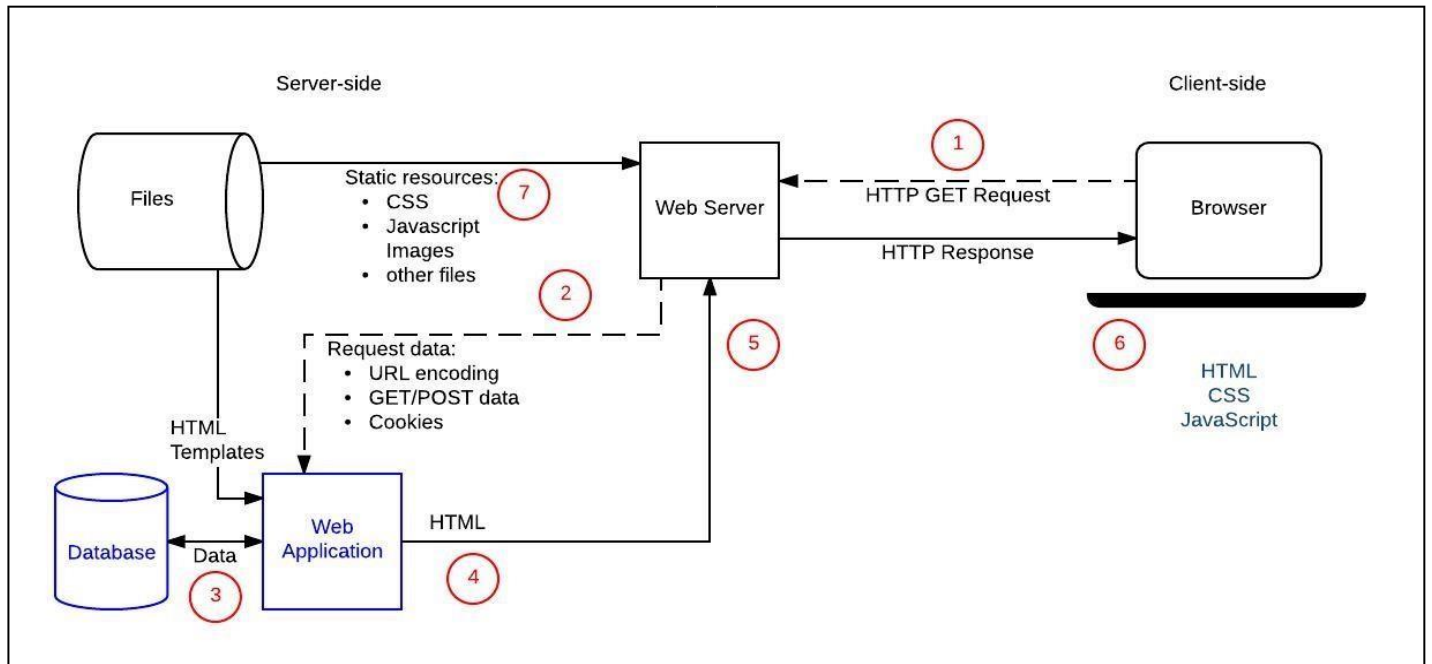 Server-side
Client-side
Files
Static resources:
• CSS
• Javascript
Images
• other files
7
Web Server
1
HTTP GET Request
HTTP Response
Browser
2
Request data:
• URL encoding
• GET/POST data
• Cookies
5
6
HTML
CSS
JavaScript
HTML
Templates
Database
Data
3
Web
Application
HTML
4